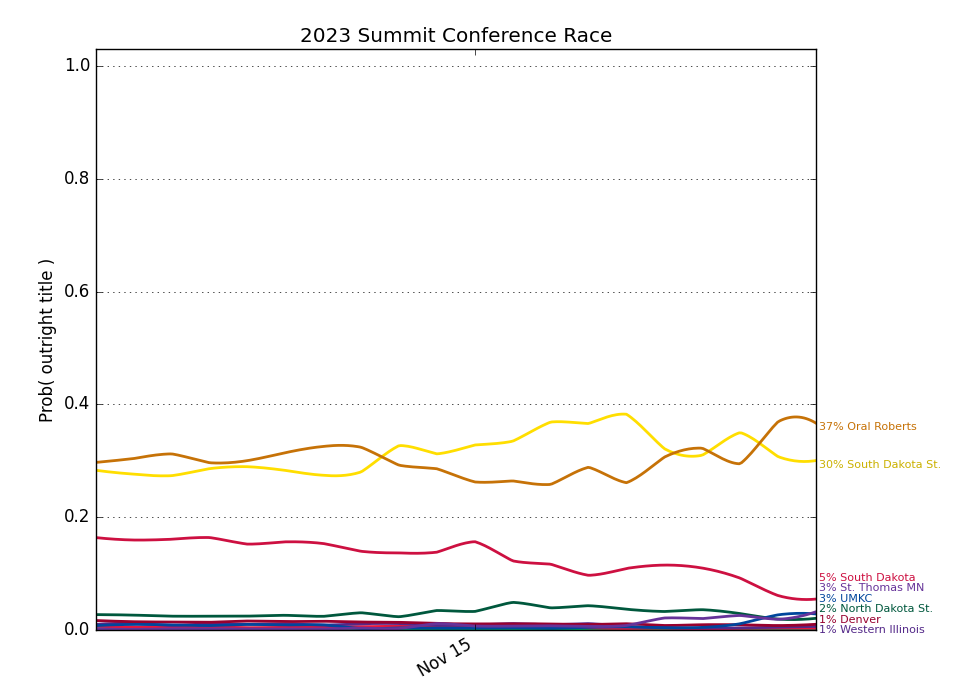 2023 Summit Conference Race
Prob( outright title )
1.0
0.8
0.6
0.4
0.2
0.0
Nov 15
37% Oral Roberts
30% South Dakota St.
5% South Dakota
3% St. Thomas MN
3% UMKC
2% North Dakota St.
1% Denver
1% Western Illinois